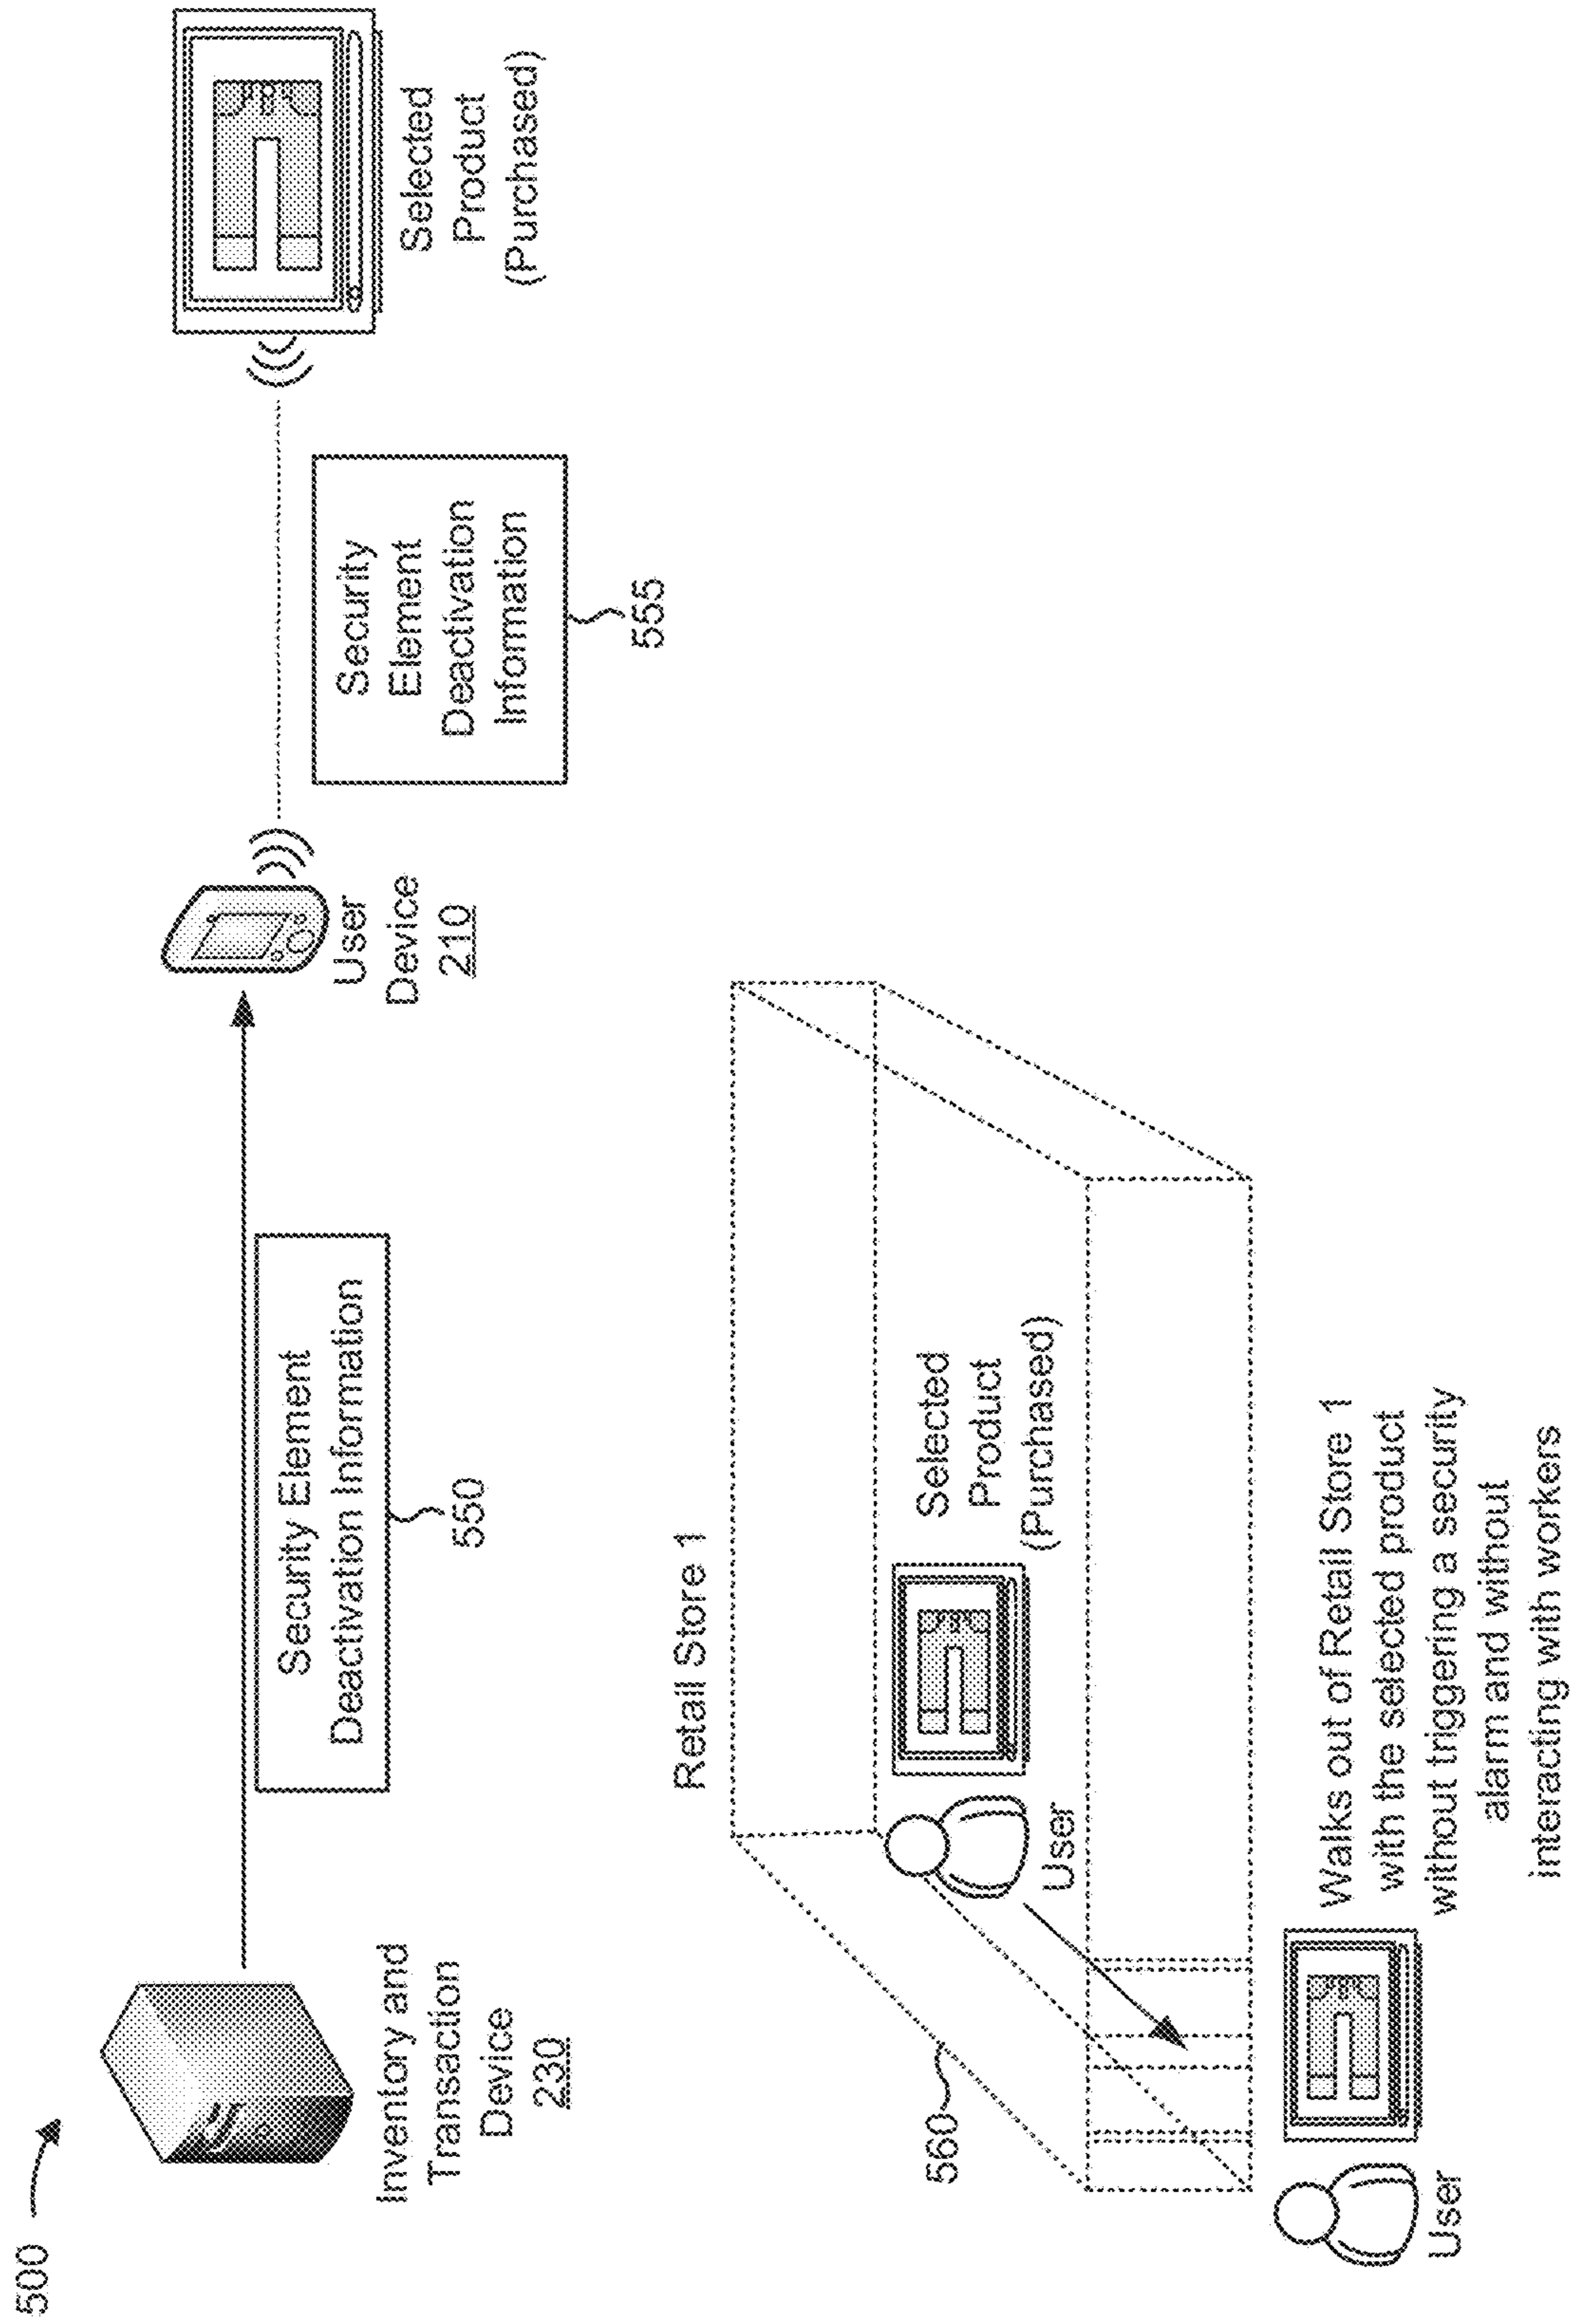 500
Inventory and
Transaction
Device
230
Security Element
Deactivation Information
550
User
Device
210
Security
Element
Deactivation
Information
555
Selected
Product
(Purchased)
Retail Store 1
560
User
Selected
Product
(Purchased)
User
Walks out of Retail Store 1
with the selected product
without triggering a security
alarm and without
interacting with workers